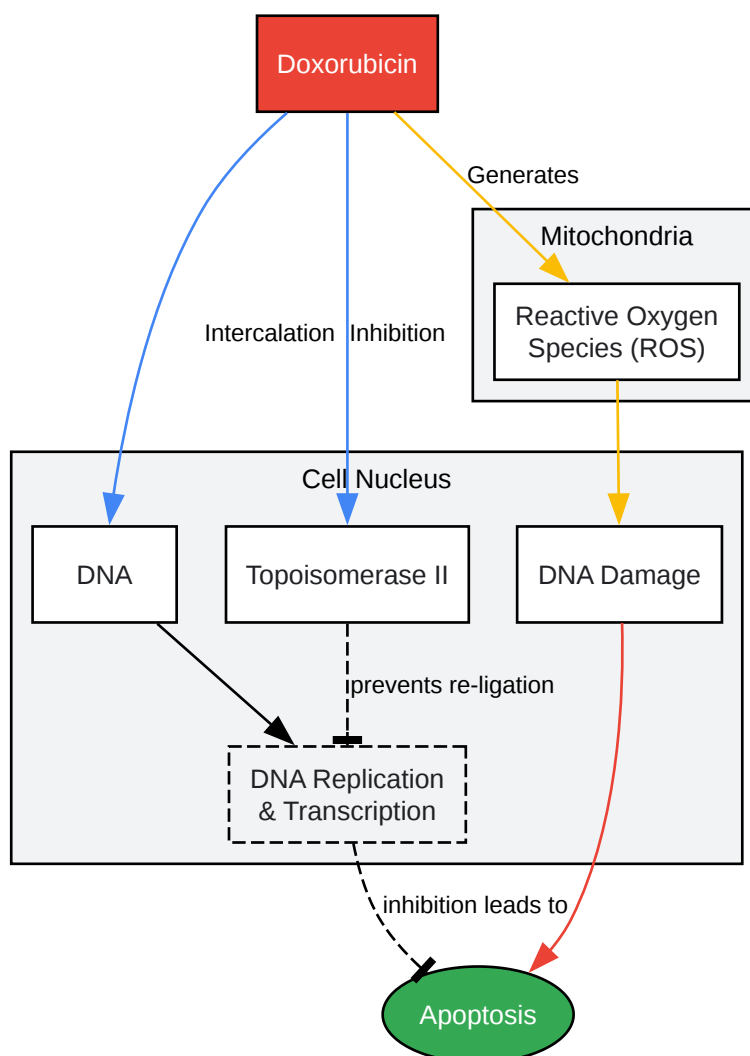 Doxorubicin
Generates
Mitochondria
Reactive Oxygen
Species (ROS)
Intercalation
Inhibition
Cell Nucleus
DNA
Topoisomerase II
DNA Damage
prevents re-ligation
DNA Replication
& Transcription
inhibition leads to
Apoptosis